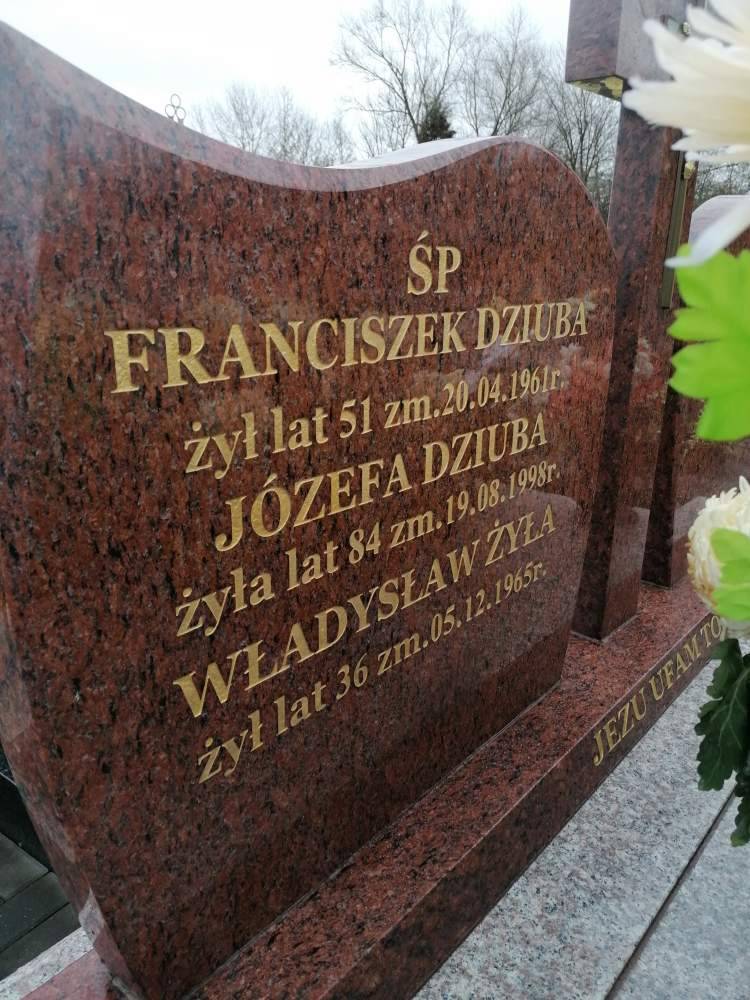 ŚP
FRANCISZEK DZIUBA
żył lat 51 zm.20.04.1961r.
JÓZEFA DZIUBA
żyła lat 84 zm.19.08.1998r.
WŁADYSŁAW ŻYŁA
żył lat 36 zm.05.12.1965r.
JEZU UFAM TO